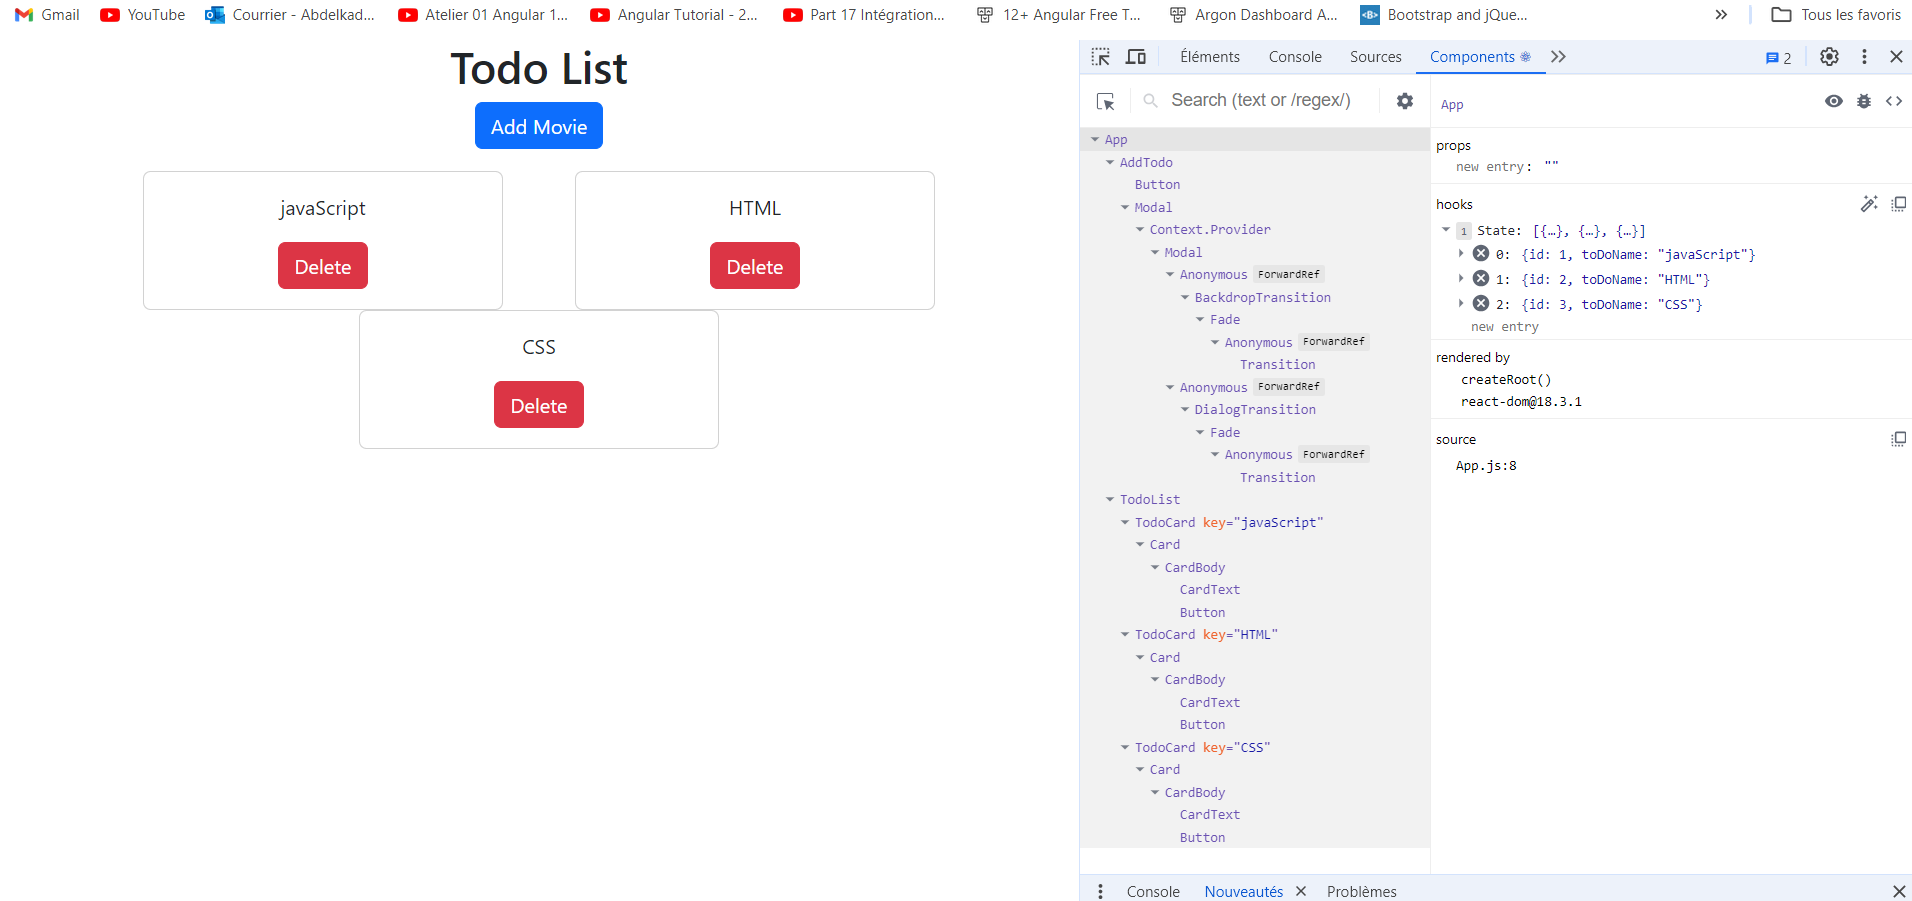 Gmail YouTube Courrier - Abdelkad... Atelier 01 Angular 1... Angular Tutorial - 2... Part 17 Intégration... 12+ Angular Free T... Argon Dashboard A... Bootstrap and jQue... » Tous les favoris
Todo List
Add Movie
javaScript
Delete
HTML
Delete
CSS
Delete
Éléments Console Sources Components 2
Search (text or /regex/)
App
AddTodo
Button
Modal
Context.Provider
Modal
Anonymous ForwardRef
BackdropTransition
Fade
Anonymous ForwardRef
Transition
Anonymous ForwardRef
DialogTransition
Fade
Anonymous ForwardRef
Transition
TodoList
TodoCard key="javaScript"
Card
CardBody
CardText
Button
TodoCard key="HTML"
Card
CardBody
CardText
Button
TodoCard key="CSS"
Card
CardBody
CardText
Button
App
props
new entry: ""
hooks
1 State: [{…}, {…}, {…}]
0: {id: 1, toDoName: "javaScript"}
1: {id: 2, toDoName: "HTML"}
2: {id: 3, toDoName: "CSS"}
new entry
rendered by
createRoot()
react-dom@18.3.1
source
App.js:8
Console Nouveautés Problèmes